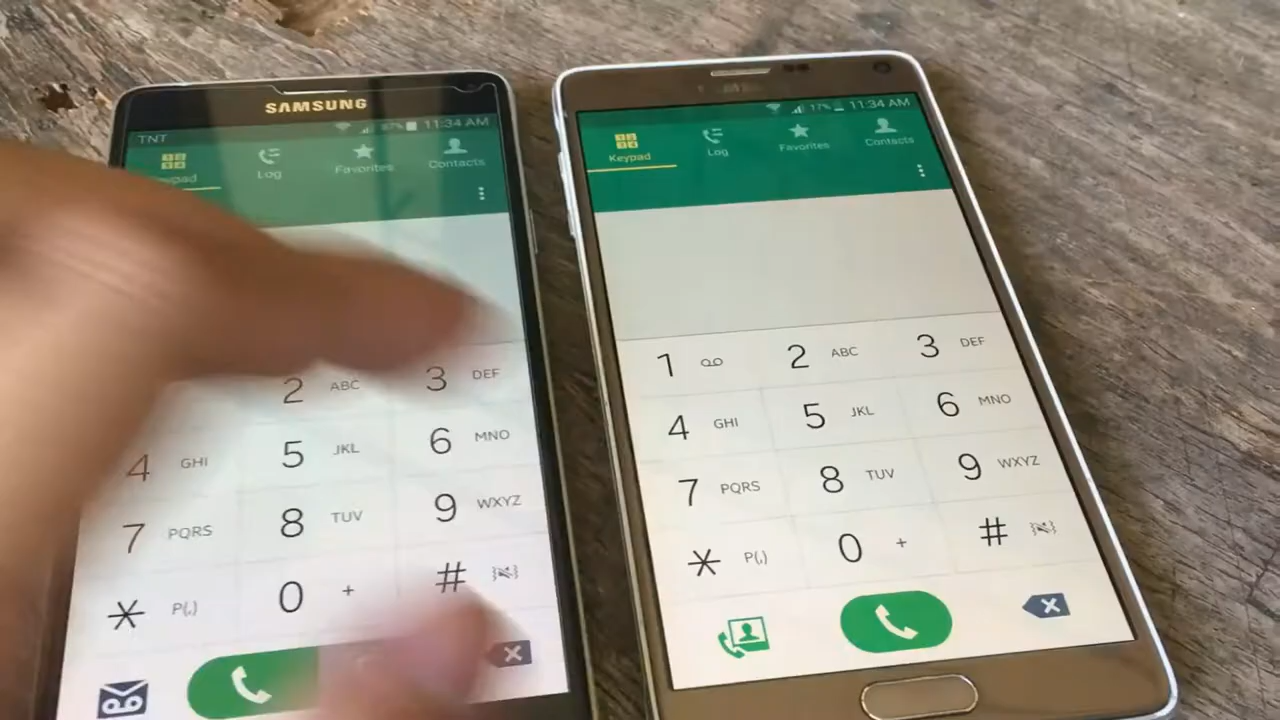 SAMSUNG
TNT 11:34 AM
Keypad Log Favorites Contacts
2 ABC 3 DEF
4 GHI 5 JKL 6 MNO
7 PQRS 8 TUV 9 WXYZ
* P(,) 0 + #
17% 11:34 AM
Keypad Log Favorites Contacts
1 2 ABC 3 DEF
4 GHI 5 JKL 6 MNO
7 PQRS 8 TUV 9 WXYZ
* P(,) 0 + #